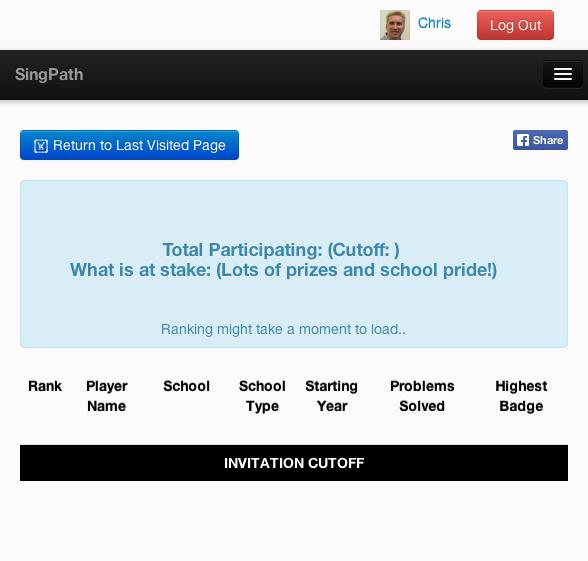 Chris
Log Out
SingPath
Return to Last Visited Page
Share
Total Participating: (Cutoff: )
What is at stake: (Lots of prizes and school pride!)
Ranking might take a moment to load..
Rank Player Name School School Type Starting Year Problems Solved Highest Badge
INVITATION CUTOFF